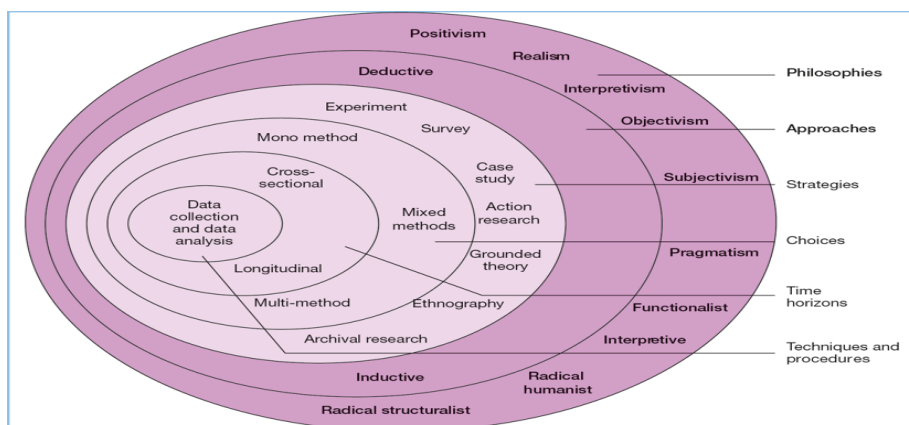 Positivism
Realism
Deductive
Philosophies
Interpretivism
Experiment
Objectivism
Survey
Approaches
Mono method
Case
study
Cross-
sectional
Subjectivism
Strategies
Data
collection
and data
analysis
Mixed
methods
Action
research
Choices
Grounded
theory
Pragmatism
Longitudinal
Time
horizons
Multi-method
Ethnography
Functionalist
Archival research
Interpretive
Techniques and
procedures
Inductive
Radical
humanist
Radical structuralist